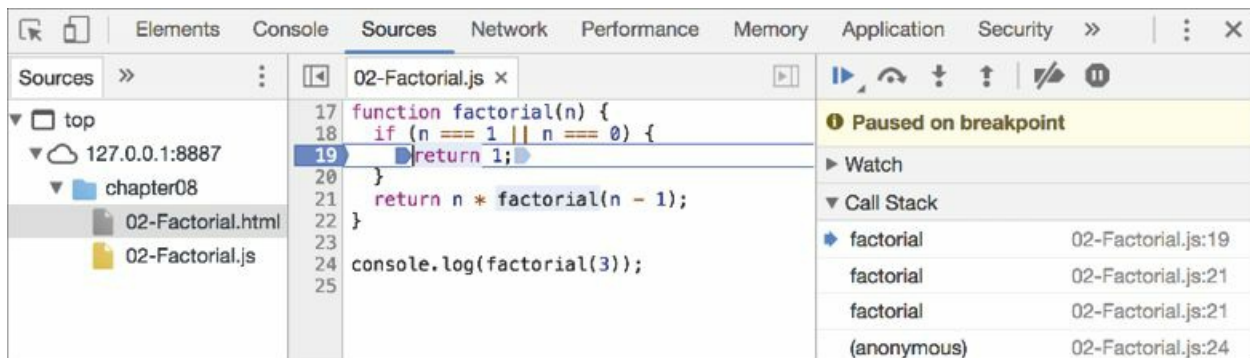 Elements Console Sources Network Performance Memory Application Security »
Sources »
top
127.0.0.1:8887
chapter08
02-Factorial.html
02-Factorial.js
02-Factorial.js ×
17 function factorial(n) {
18 if (n === 1 || n === 0) {
19 return 1;
20 }
21 return n * factorial(n - 1);
22 }
23
24 console.log(factorial(3));
25
Paused on breakpoint
Watch
Call Stack
factorial 02-Factorial.js:19
factorial 02-Factorial.js:21
factorial 02-Factorial.js:21
(anonymous) 02-Factorial.js:24